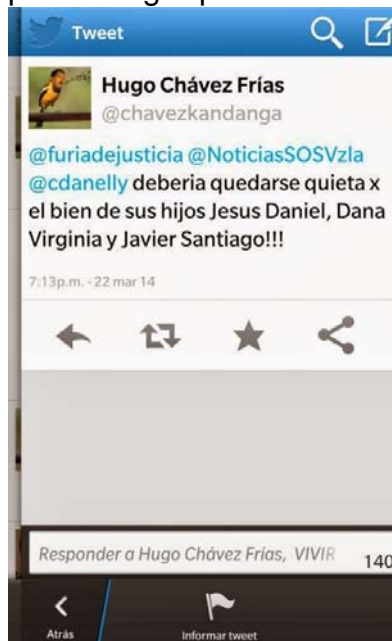 Tweet
Hugo Chávez Frías
@chavezkandanga
@furiadejusticia @NoticiasSOSVzla
@cdanelly deberia quedarse quieta x
el bien de sus hijos Jesus Daniel, Dana
Virginia y Javier Santiago!!!
7:13p.m. - 22 mar 14
Responder a Hugo Chávez Frías, VIVIR
140
Atrás
Informar tweet